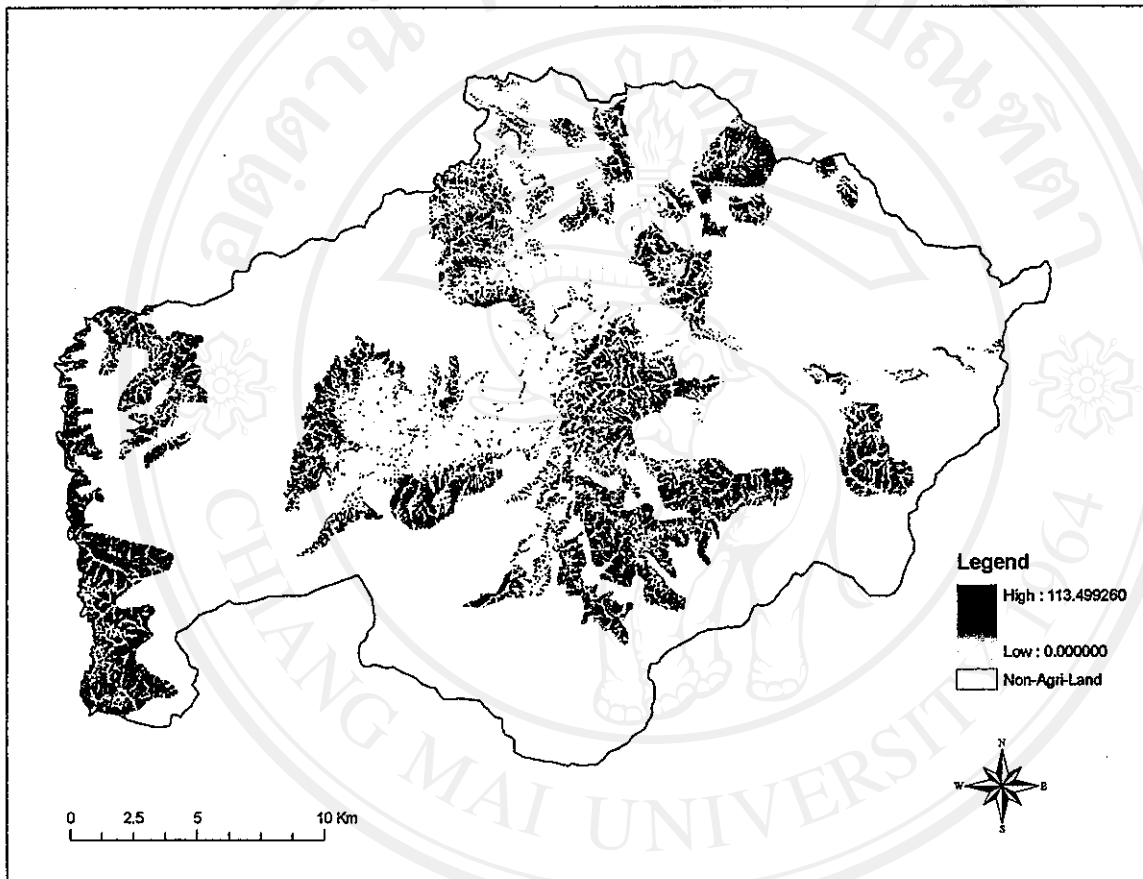 Legend
High : 113.499260
Low : 0.000000
Non-Agri-Land
N
W
E
S
0 2.5 5 10 Km
CHIANG MAI UNIVERSITY 1964